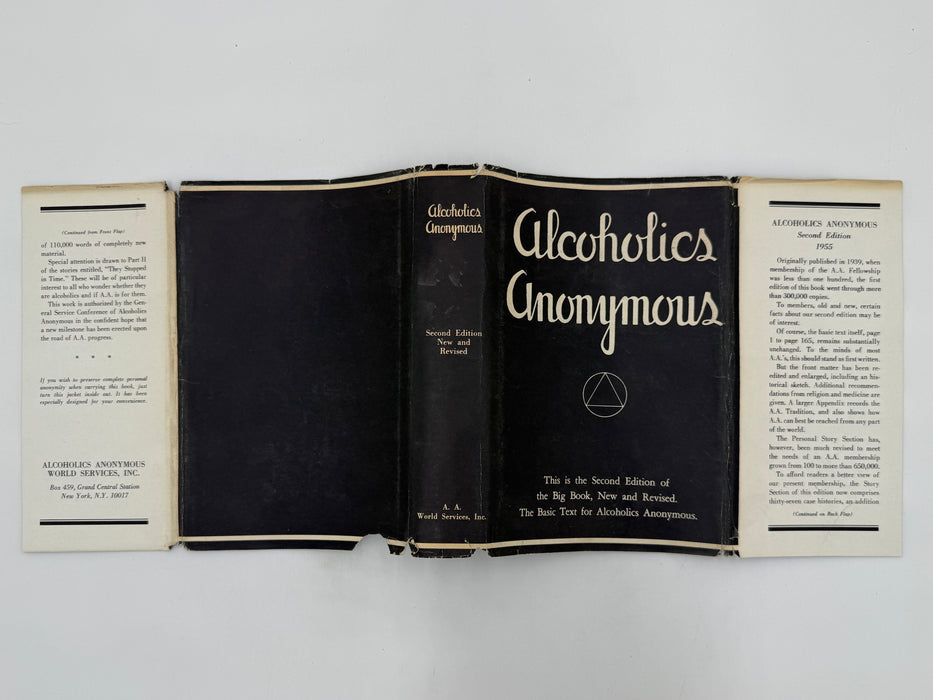 (Continued from Front Flap)
of 110,000 words of completely new
material.
Special attention is drawn to Part II
of the stories entitled, "They Stopped
in Time." These will be of particular
interest to all who wonder whether they
are alcoholics and if A.A. is for them.
This work is authorized by the Gen-
eral Service Conference of Alcoholics
Anonymous in the confident hope that
a new milestone has been erected upon
the road of A.A. progress.
* * *
If you wish to preserve complete personal
anonymity when carrying this book, just
turn this jacket inside out. It has been
especially designed for your convenience.
ALCOHOLICS ANONYMOUS
WORLD SERVICES, INC.
Box 459, Grand Central Station
New York, N.Y. 10017
Alcoholics
Anonymous
Second Edition
New and
Revised
A. A.
World Services, Inc.
Alcoholics
Anonymous
This is the Second Edition of
the Big Book, New and Revised.
The Basic Text for Alcoholics Anonymous.
ALCOHOLICS ANONYMOUS
Second Edition
1955
Originally published in 1939, when
membership of the A.A. Fellowship
was less than one hundred, the first
edition of this book went through more
than 300,000 copies.
To members, old and new, certain
facts about our second edition may be
of interest.
Of course, the basic text itself, page
1 to page 165, remains substantially
unchanged. To the minds of most
A.A.'s, this should stand as first written.
But the front matter has been re-
edited and enlarged, including an his-
torical sketch. Additional recommen-
dations from religion and medicine are
given. A larger Appendix records the
A.A. Tradition, and also shows how
A.A. can best be reached from any part
of the world.
The Personal Story Section has,
however, been much revised to meet
the needs of an A.A. membership
grown from 100 to more than 650,000.
To afford readers a better view of
our present membership, the Story
Section of this edition now comprises
thirty-seven case histories, an addition
(Continued on Back Flap)